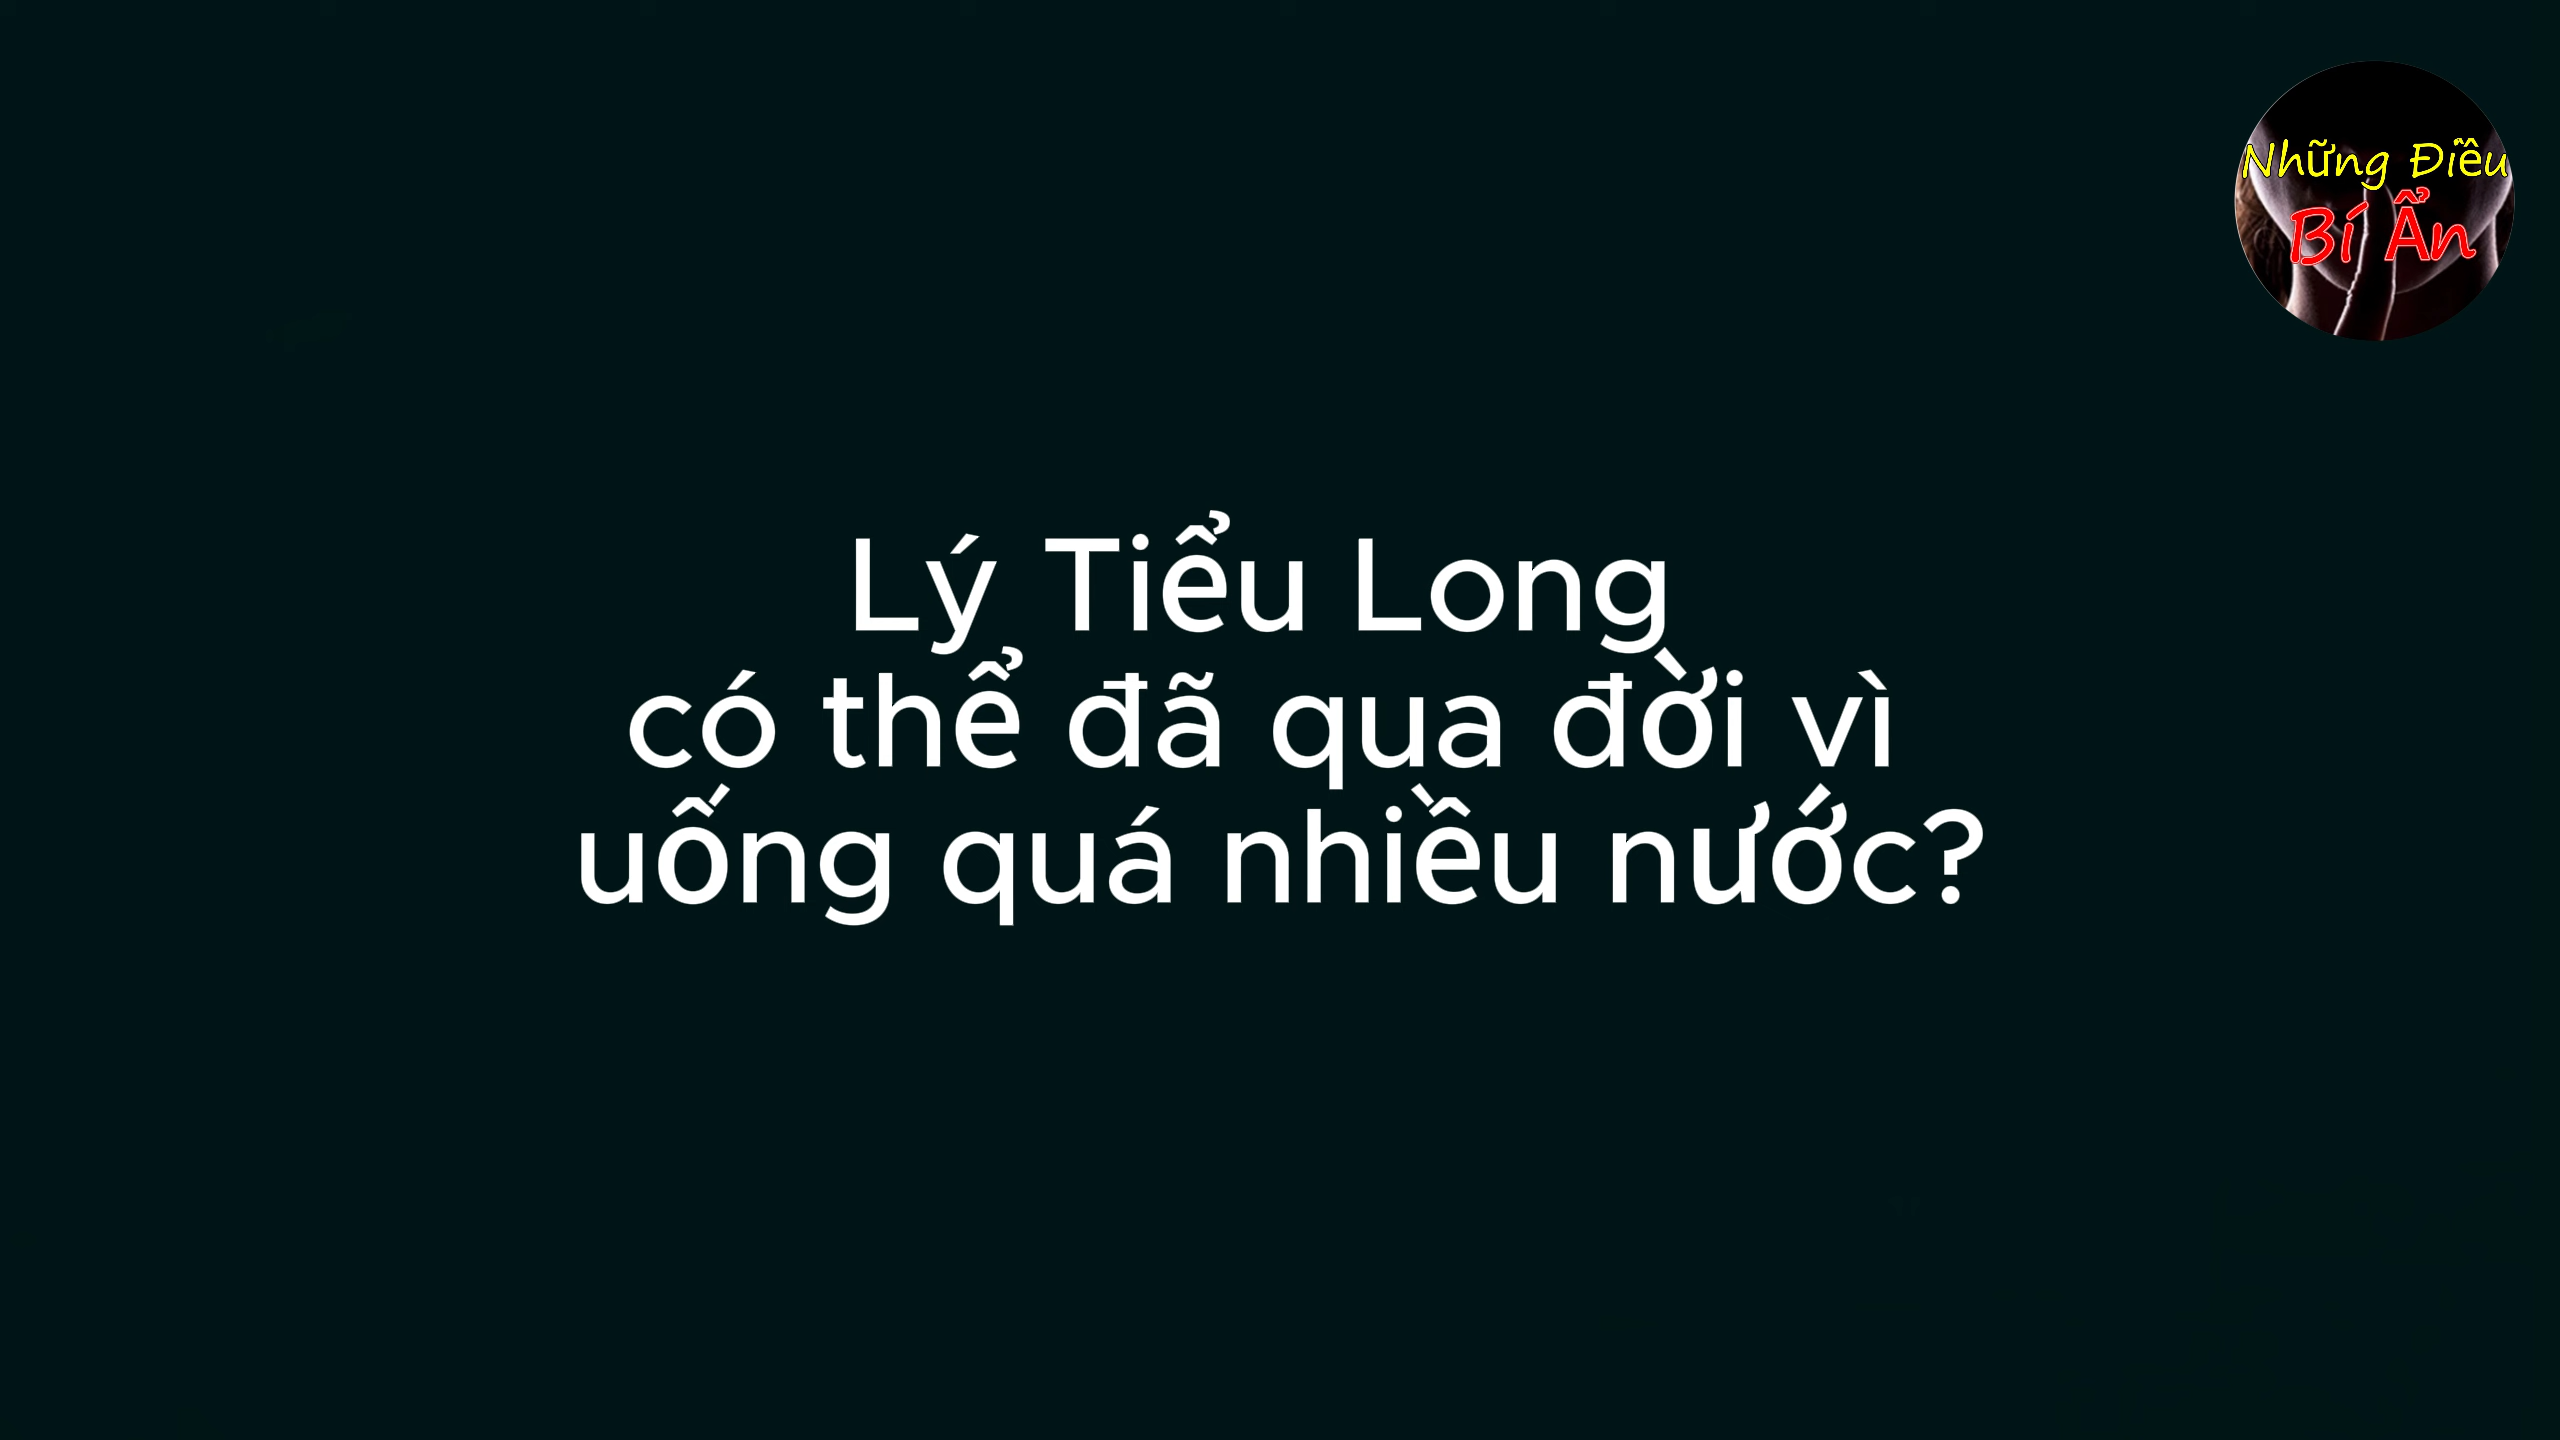 Những Điều
Bí Ẩn
Lý Tiểu Long
có thể đã qua đời vì
uống quá nhiều nước?